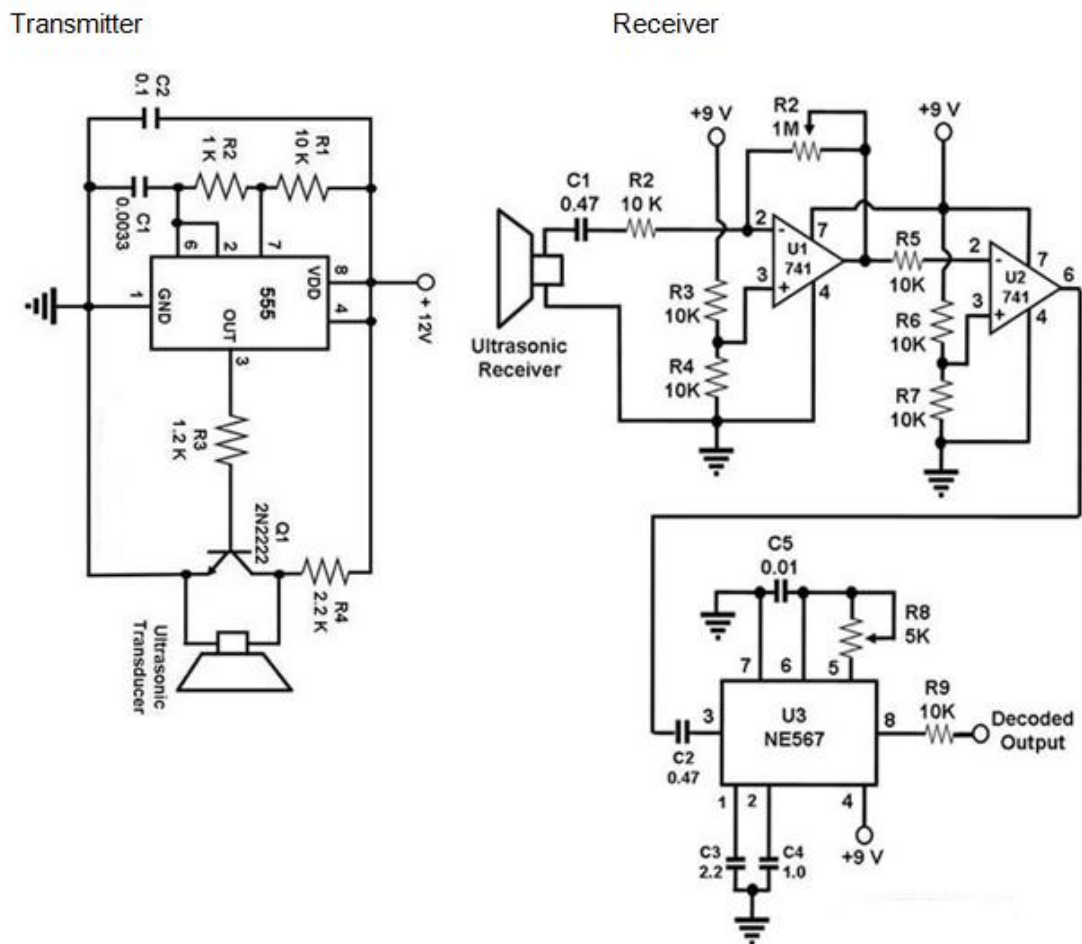 Transmitter
Receiver
C2
0.1
R2
1 K
R1
10 K
C1
0.0033
6
2
7
1
GND
555
VDD
8
4
OUT
3
+ 12V
R3
1.2 K
Q1
2N2222
R4
2.2 K
Ultrasonic
Transducer
+9 V
R2
1M
+9 V
C1
0.47
R2
10 K
2
-
7
U1
741
3
+
4
R3
10K
R4
10K
Ultrasonic
Receiver
R5
10K
2
-
7
U2
741
6
3
+
4
R6
10K
R7
10K
C5
0.01
R8
5K
7
6
5
3
U3
NE567
8
R9
10K
Decoded
Output
C2
0.47
1
2
4
C3
2.2
C4
1.0
+9 V